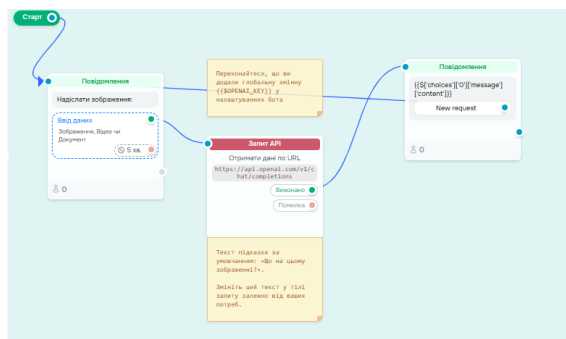 Старт
Повідомлення
Надіслати зображення:
Ввід даних
Зображення, Відео чи
Документ
5 хв.
0
Переконайтеся, що ви
додали глобальну змінну
{{$OPENAI_KEY}} у
налаштуваннях бота
Запит API
Отримати дані по URL
https://api.openai.com/v1/c
hat/completions
Виконано
Помилка
Текст підказки за
умовчанням: «Що на цьому
зображенні?».
Змініть цей текст у тілі
запиту залежно від ваших
потреб.
Повідомлення
{{$['choices']['0']['message']
['content']}}
New request
0